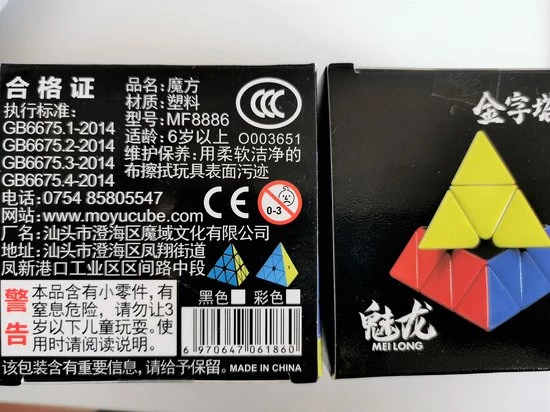 合格证
执行标准:
GB6675.1-2014
GB6675.2-2014
GB6675.3-2014
GB6675.4-2014
品名:魔方
材质:塑料
型号:MF8886
适龄:6岁以上 O003651
维护保养:用柔软洁净的
布擦拭玩具表面污迹
CCC
电话:0754 85805547
网站:www.moyucube.com
厂名:汕头市澄海区魔域文化有限公司
地址:汕头市澄海区凤翔街道
凤新港口工业区区间路中段
CE
0-3
黑色
彩色
警告
本品含有小零件,有
窒息危险,请勿让3
岁以下儿童玩耍。
使用时请阅读说明。
6970647061860
该包装含有重要信息,请给予保留。
MADE IN CHINA
金字塔
魅龙
MEI LONG